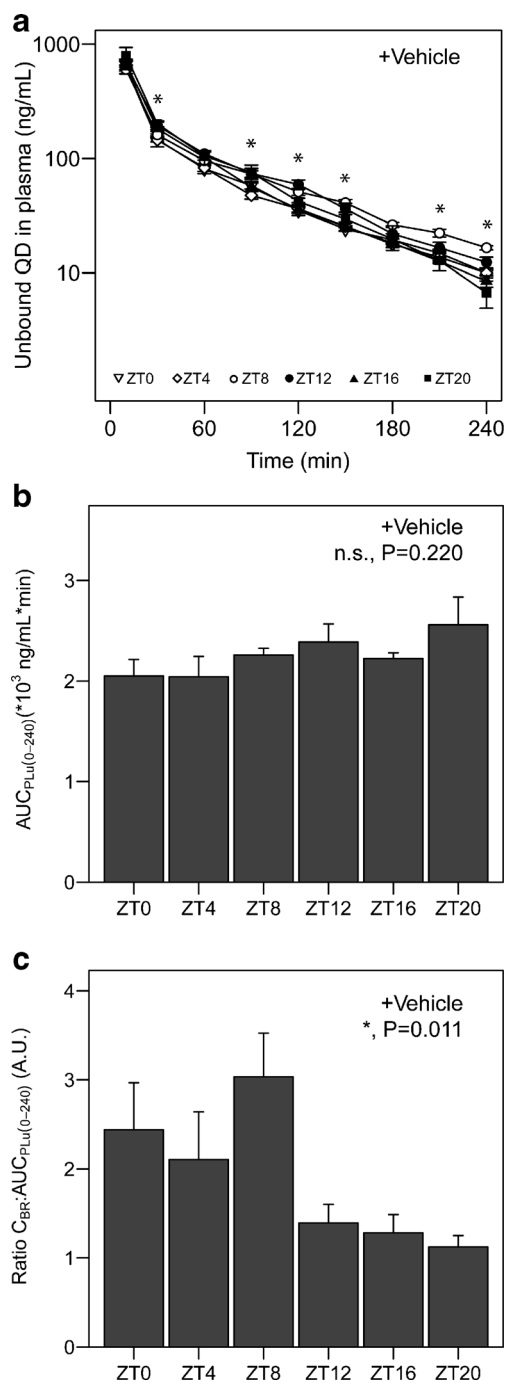 a
1000
+Vehicle
*
100
* * *
* *
10
Unbound QD in plasma (ng/mL)
ZT0 ZT4 ZT8 ZT12 ZT16 ZT20
0 60 120 180 240
Time (min)
b
+Vehicle
n.s., P=0.220
3
2
1
0
AUCPLu(0−240)(*10³ ng/mL*min)
ZT0 ZT4 ZT8 ZT12 ZT16 ZT20
c
4
+Vehicle
*, P=0.011
3
2
1
0
Ratio CBR:AUCPLu(0−240) (A.U.)
ZT0 ZT4 ZT8 ZT12 ZT16 ZT20